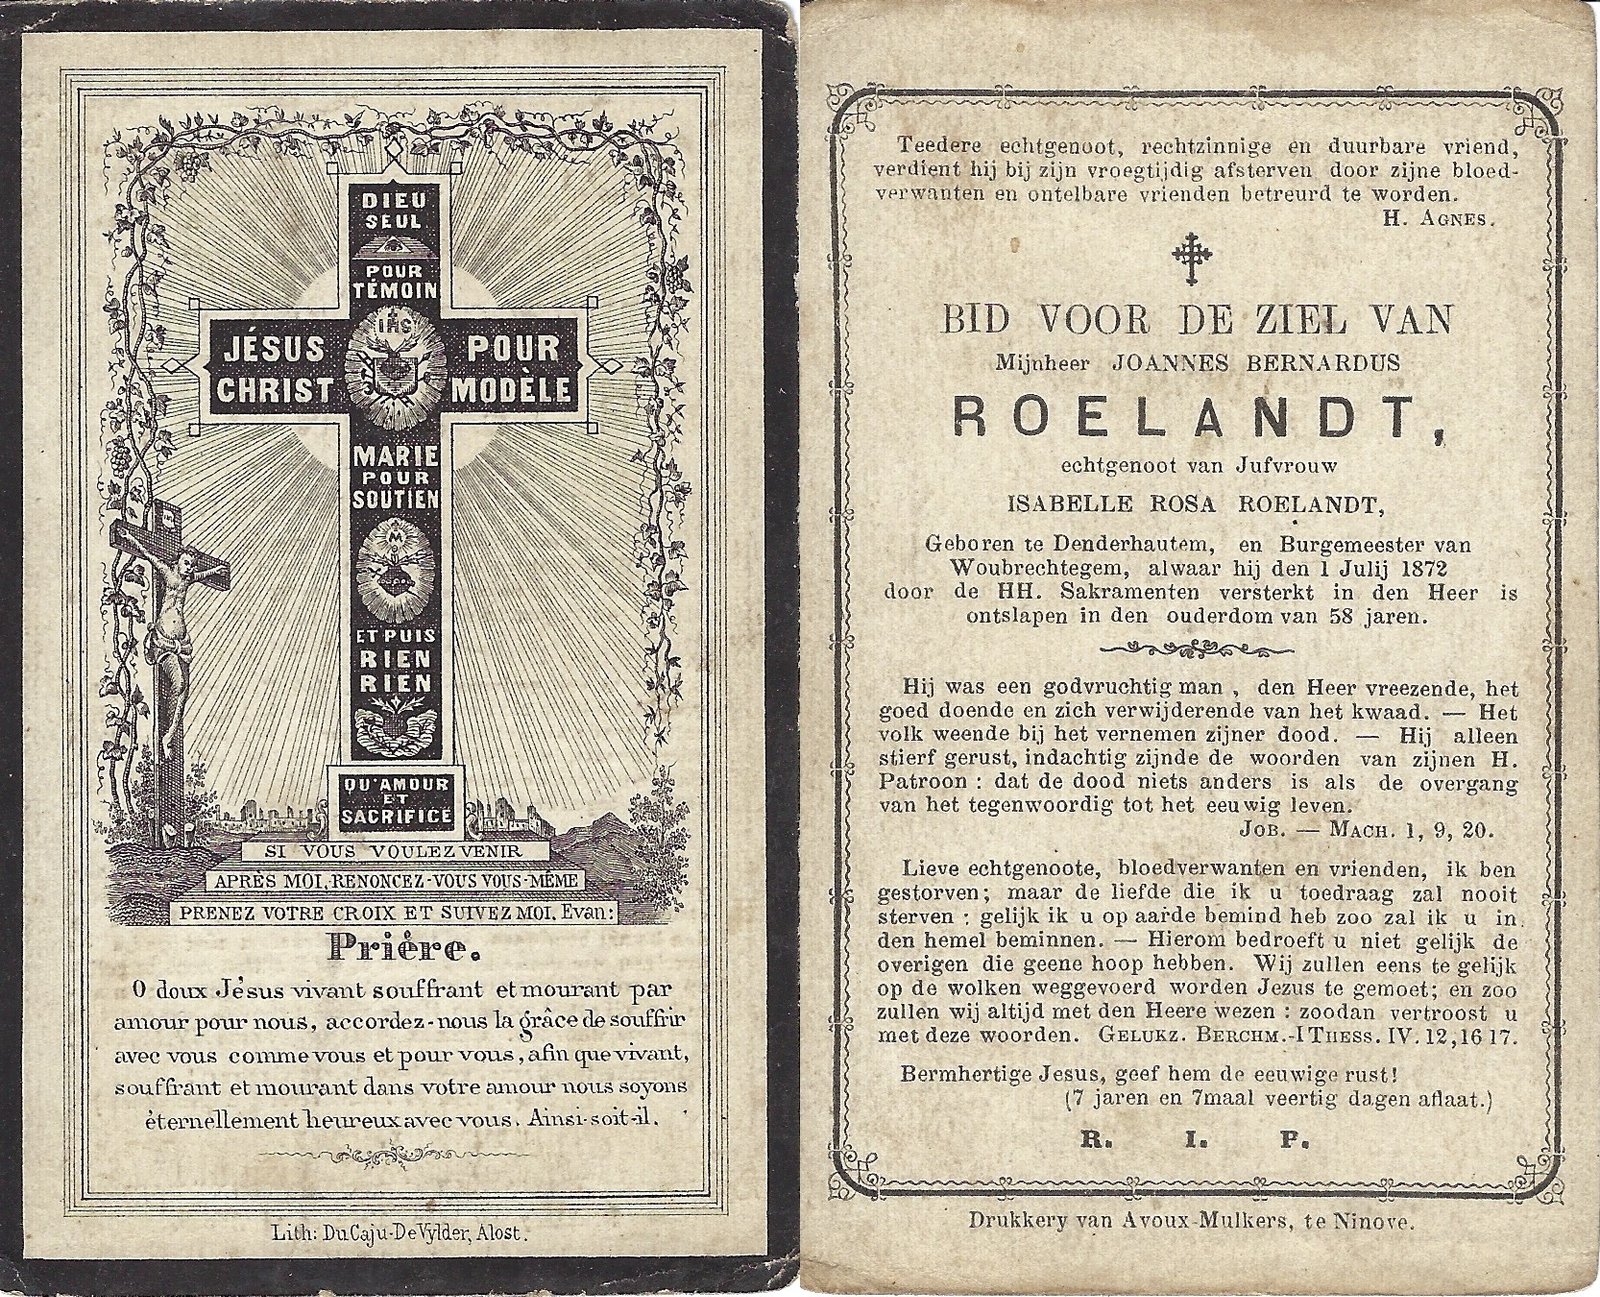 DIEU
SEUL
POUR
TÉMOIN
IHS
JÉSUS POUR
CHRIST MODÈLE
MARIE
POUR
SOUTIEN
M
ET PUIS
RIEN
RIEN
QU'AMOUR
ET
SACRIFICE
SI VOUS VOULEZ VENIR
APRÈS MOI, RENONCEZ-VOUS VOUS-MÊME
PRENEZ VOTRE CROIX ET SUIVEZ MOI. Evan:
Prière.
O doux Jésus vivant souffrant et mourant par
amour pour nous, accordez-nous la grâce de souffrir
avec vous comme vous et pour vous, afin que vivant,
souffrant et mourant dans votre amour nous soyons
éternellement heureux avec vous. Ainsi-soit-il.
Lith: Du Caju-De Vylder, Alost.
Teedere echtgenoot, rechtzinnige en duurbare vriend,
verdient hij bij zijn vroegtijdig afsterven door zijne bloed-
verwanten en ontelbare vrienden betreurd te worden.
H. AGNES.
BID VOOR DE ZIEL VAN
Mijnheer JOANNES BERNARDUS
ROELANDT,
echtgenoot van Jufvrouw
ISABELLE ROSA ROELANDT,
Geboren te Denderhautem, en Burgemeester van
Woubrechtegem, alwaar hij den 1 Julij 1872
door de HH. Sakramenten versterkt in den Heer is
ontslapen in den ouderdom van 58 jaren.
Hij was een godvruchtig man, den Heer vreezende, het
goed doende en zich verwijderende van het kwaad. — Het
volk weende bij het vernemen zijner dood. — Hij alleen
stierf gerust, indachtig zijnde de woorden van zijnen H.
Patroon : dat de dood niets anders is als de overgang
van het tegenwoordig tot het eeuwig leven.
JOB. — MACH. 1, 9, 20.
Lieve echtgenoote, bloedverwanten en vrienden, ik ben
gestorven; maar de liefde die ik u toedraag zal nooit
sterven : gelijk ik u op aarde bemind heb zoo zal ik u in
den hemel beminnen. — Hierom bedroeft u niet gelijk de
overigen die geene hoop hebben. Wij zullen eens te gelijk
op de wolken weggevoerd worden Jezus te gemoet; en zoo
zullen wij altijd met den Heere wezen : zoodan vertroost u
met deze woorden. GELUKZ. BERCHM.-I THESS. IV. 12, 16 17.
Bermhertige Jesus, geef hem de eeuwige rust!
(7 jaren en 7maal veertig dagen aflaat.)
R. I. P.
Drukkery van Avoux-Mulkers, te Ninove.